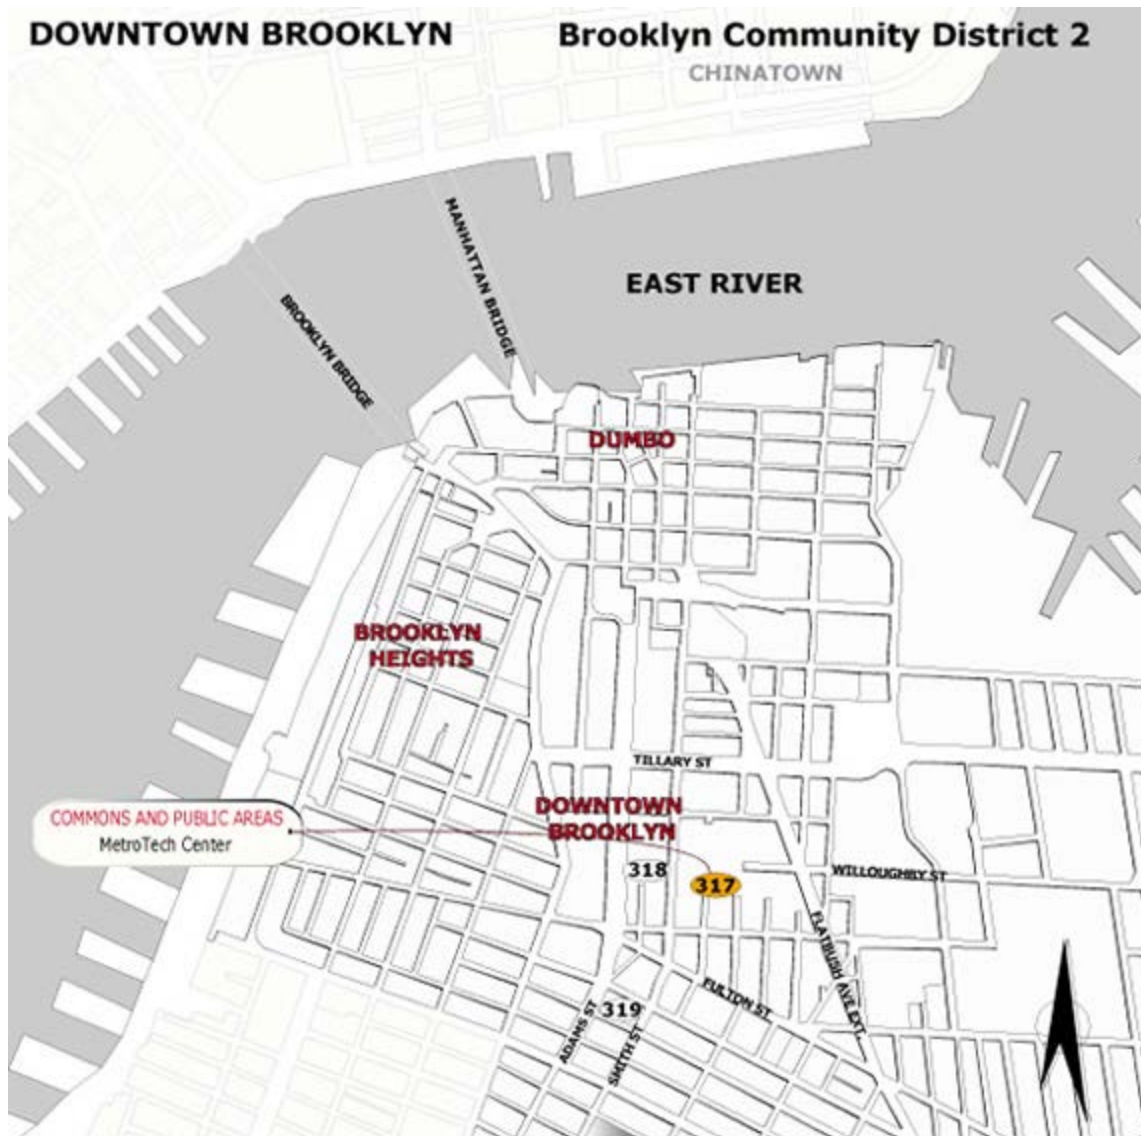 DOWNTOWN BROOKLYN
Brooklyn Community District 2
CHINATOWN
MANHATTAN BRIDGE
EAST RIVER
BROOKLYN BRIDGE
DUMBO
BROOKLYN
HEIGHTS
TILLARY ST
DOWNTOWN
BROOKLYN
COMMONS AND PUBLIC AREAS
MetroTech Center
318
317
WILLOUGHBY ST
FLATBUSH AVE EXT.
FULTON ST
319
ADAMS ST
SMITH ST